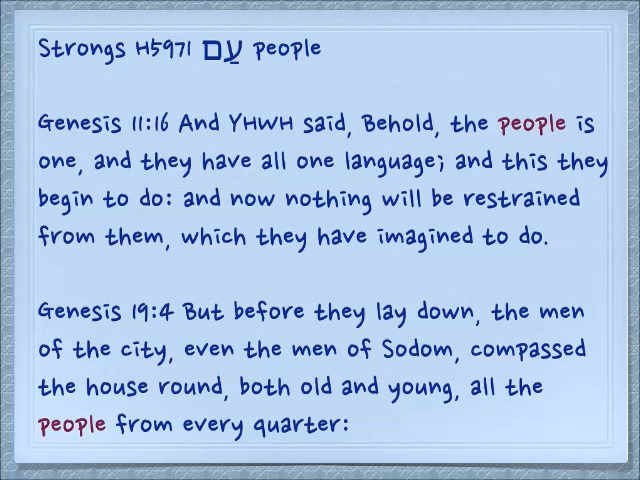 Strongs H5971 עַם people
Genesis 11:16 And YHWH said, Behold, the people is
one, and they have all one language; and this they
begin to do: and now nothing will be restrained
from them, which they have imagined to do.
Genesis 19:4 But before they lay down, the men
of the city, even the men of Sodom, compassed
the house round, both old and young, all the
people from every quarter: